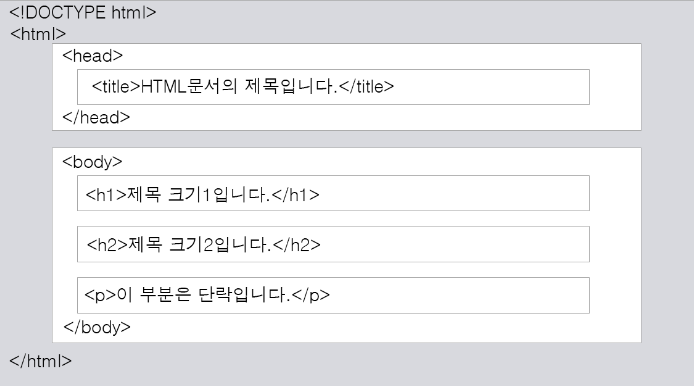 <!DOCTYPE html>
<html>
<head>
<title>HTML문서의 제목입니다.</title>
</head>
<body>
<h1>제목 크기1입니다.</h1>
<h2>제목 크기2입니다.</h2>
<p>이 부분은 단락입니다.</p>
</body>
</html>